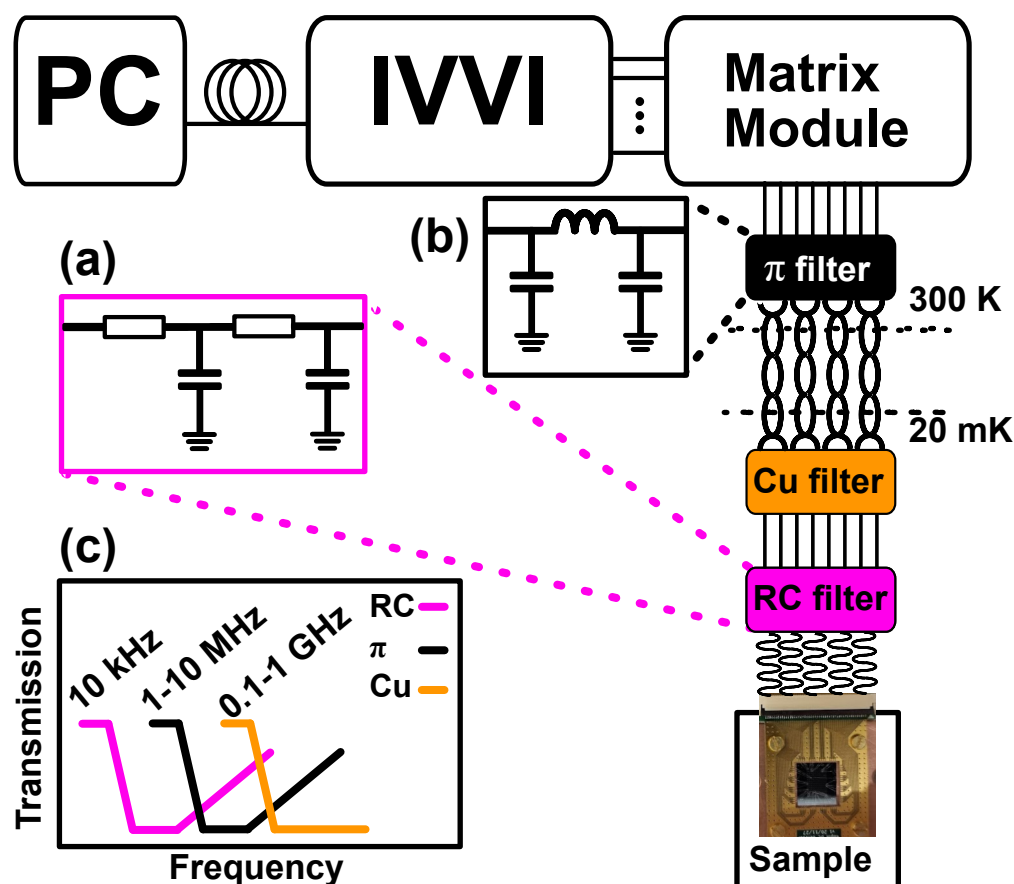 PC
IVVI
Matrix
Module
(b)
π filter
(a)
300 K
20 mK
Cu filter
(c)
RC filter
RC
π
Cu
10 kHz
1-10 MHz
0.1-1 GHz
Transmission
Frequency
Sample